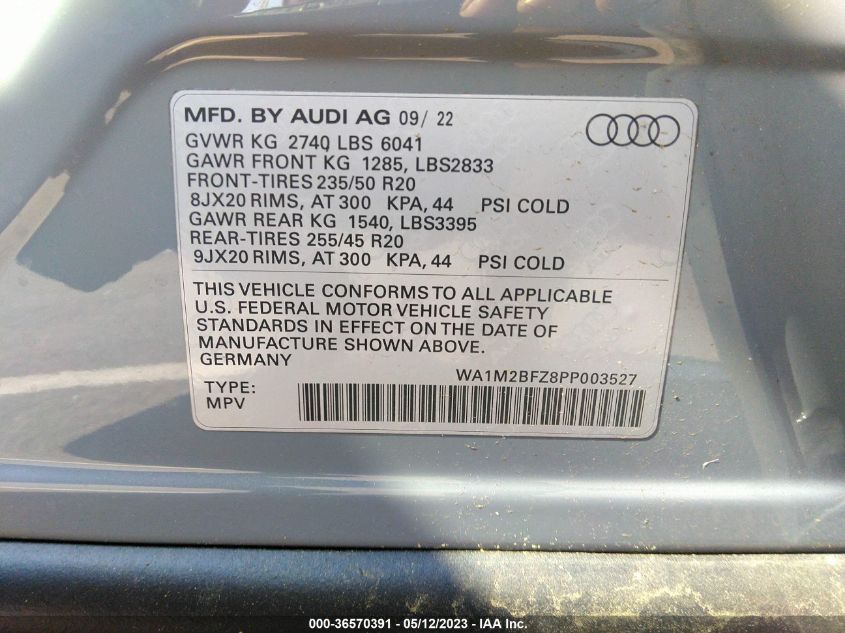 MFD. BY AUDI AG 09/ 22
GVWR KG 2740 LBS 6041
GAWR FRONT KG 1285, LBS2833
FRONT-TIRES 235/50 R20
8JX20 RIMS, AT 300 KPA, 44 PSI COLD
GAWR REAR KG 1540, LBS3395
REAR-TIRES 255/45 R20
9JX20 RIMS, AT 300 KPA, 44 PSI COLD
THIS VEHICLE CONFORMS TO ALL APPLICABLE
U.S. FEDERAL MOTOR VEHICLE SAFETY
STANDARDS IN EFFECT ON THE DATE OF
MANUFACTURE SHOWN ABOVE.
GERMANY
WA1M2BFZ8PP003527
TYPE:
MPV
000-36570391 - 05/12/2023 - IAA Inc.